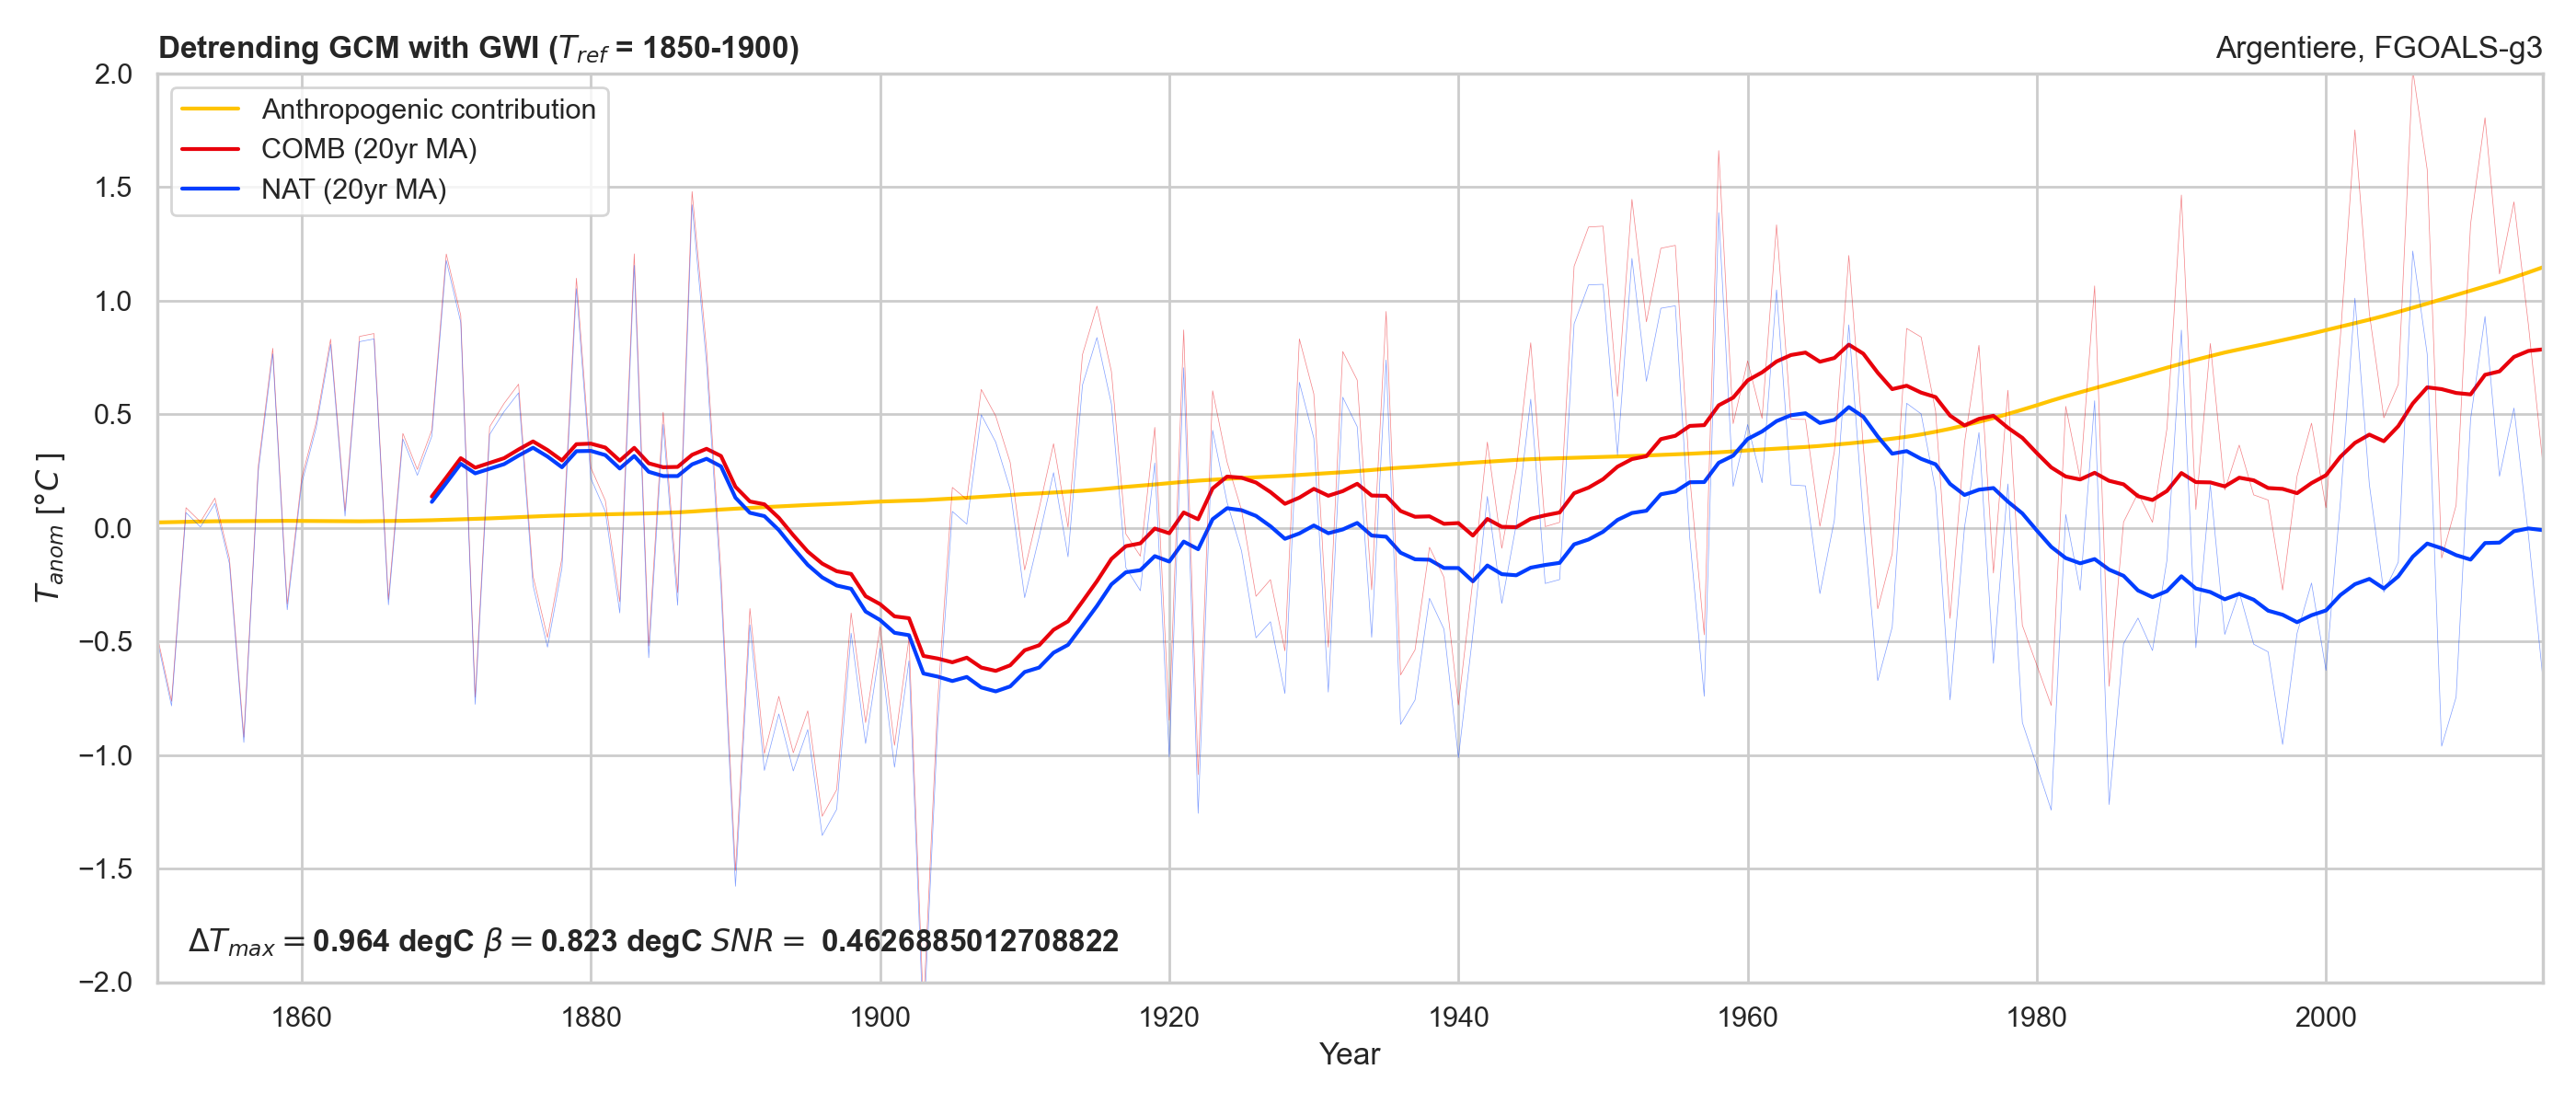 Detrending GCM with GWI (T_ref = 1850-1900)
Argentiere, FGOALS-g3
2.0
1.5
1.0
0.5
0.0
−0.5
−1.0
−1.5
−2.0
T_anom [°C ]
Anthropogenic contribution
COMB (20yr MA)
NAT (20yr MA)
ΔT_max = 0.964 degC β = 0.823 degC SNR = 0.4626885012708822
1860 1880 1900 1920 1940 1960 1980 2000
Year